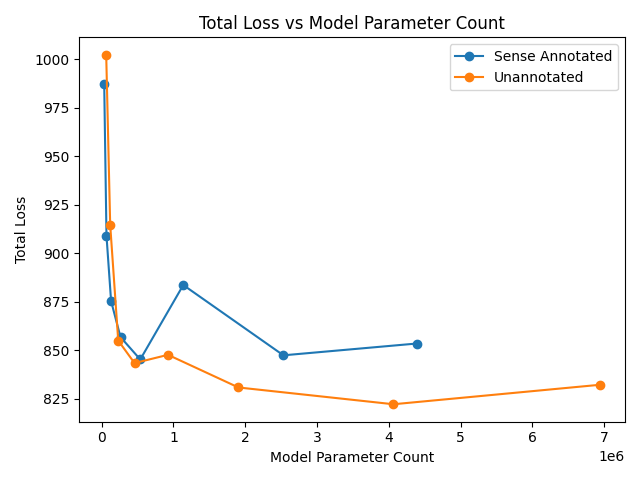 Total Loss vs Model Parameter Count
Sense Annotated
Unannotated
Total Loss
1000
975
950
925
900
875
850
825
0 1 2 3 4 5 6 7
1e6
Model Parameter Count